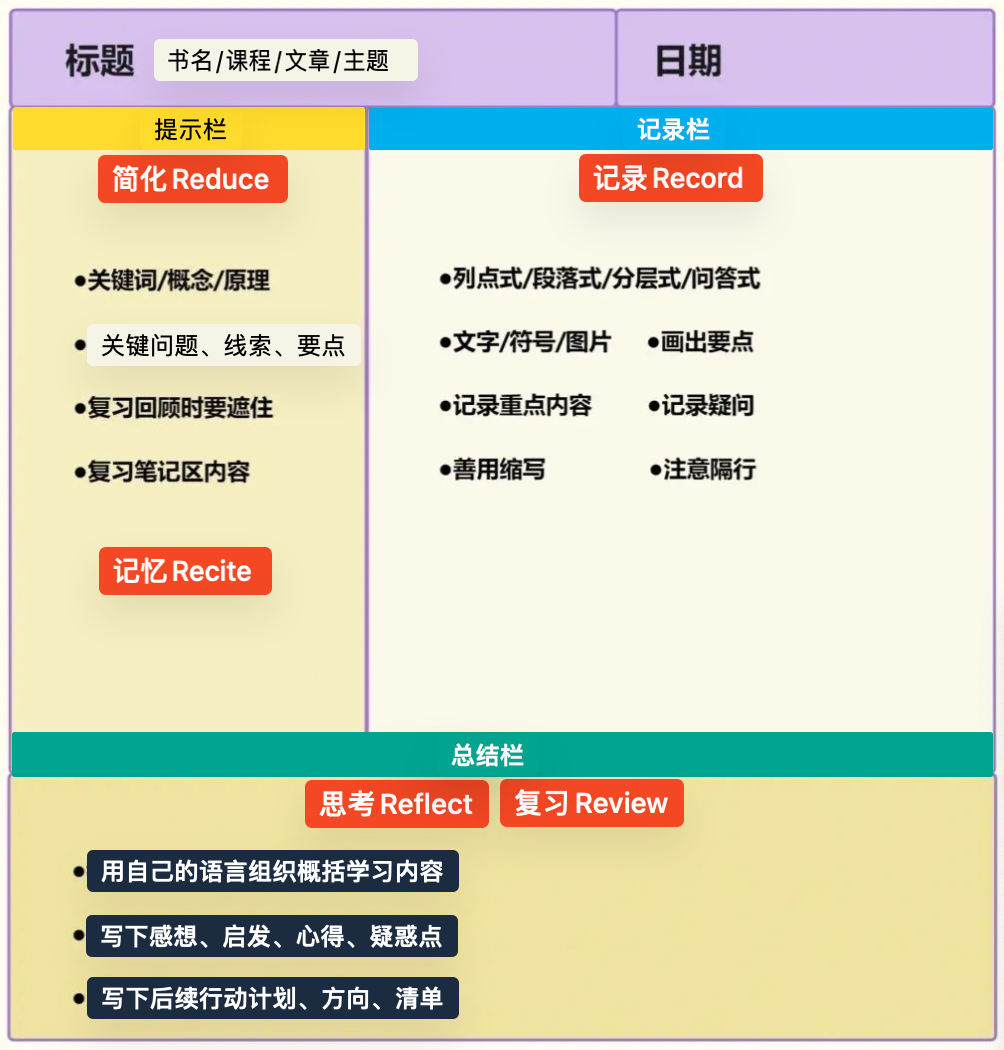 标题 书名/课程/文章/主题 日期
提示栏
简化 Reduce
●关键词/概念/原理
●关键问题、线索、要点
●复习回顾时要遮住
●复习笔记区内容
记忆 Recite
记录栏
记录 Record
●列点式/段落式/分层式/问答式
●文字/符号/图片 ●画出要点
●记录重点内容 ●记录疑问
●善用缩写 ●注意隔行
总结栏
思考 Reflect 复习 Review
●用自己的语言组织概括学习内容
●写下感想、启发、心得、疑惑点
●写下后续行动计划、方向、清单